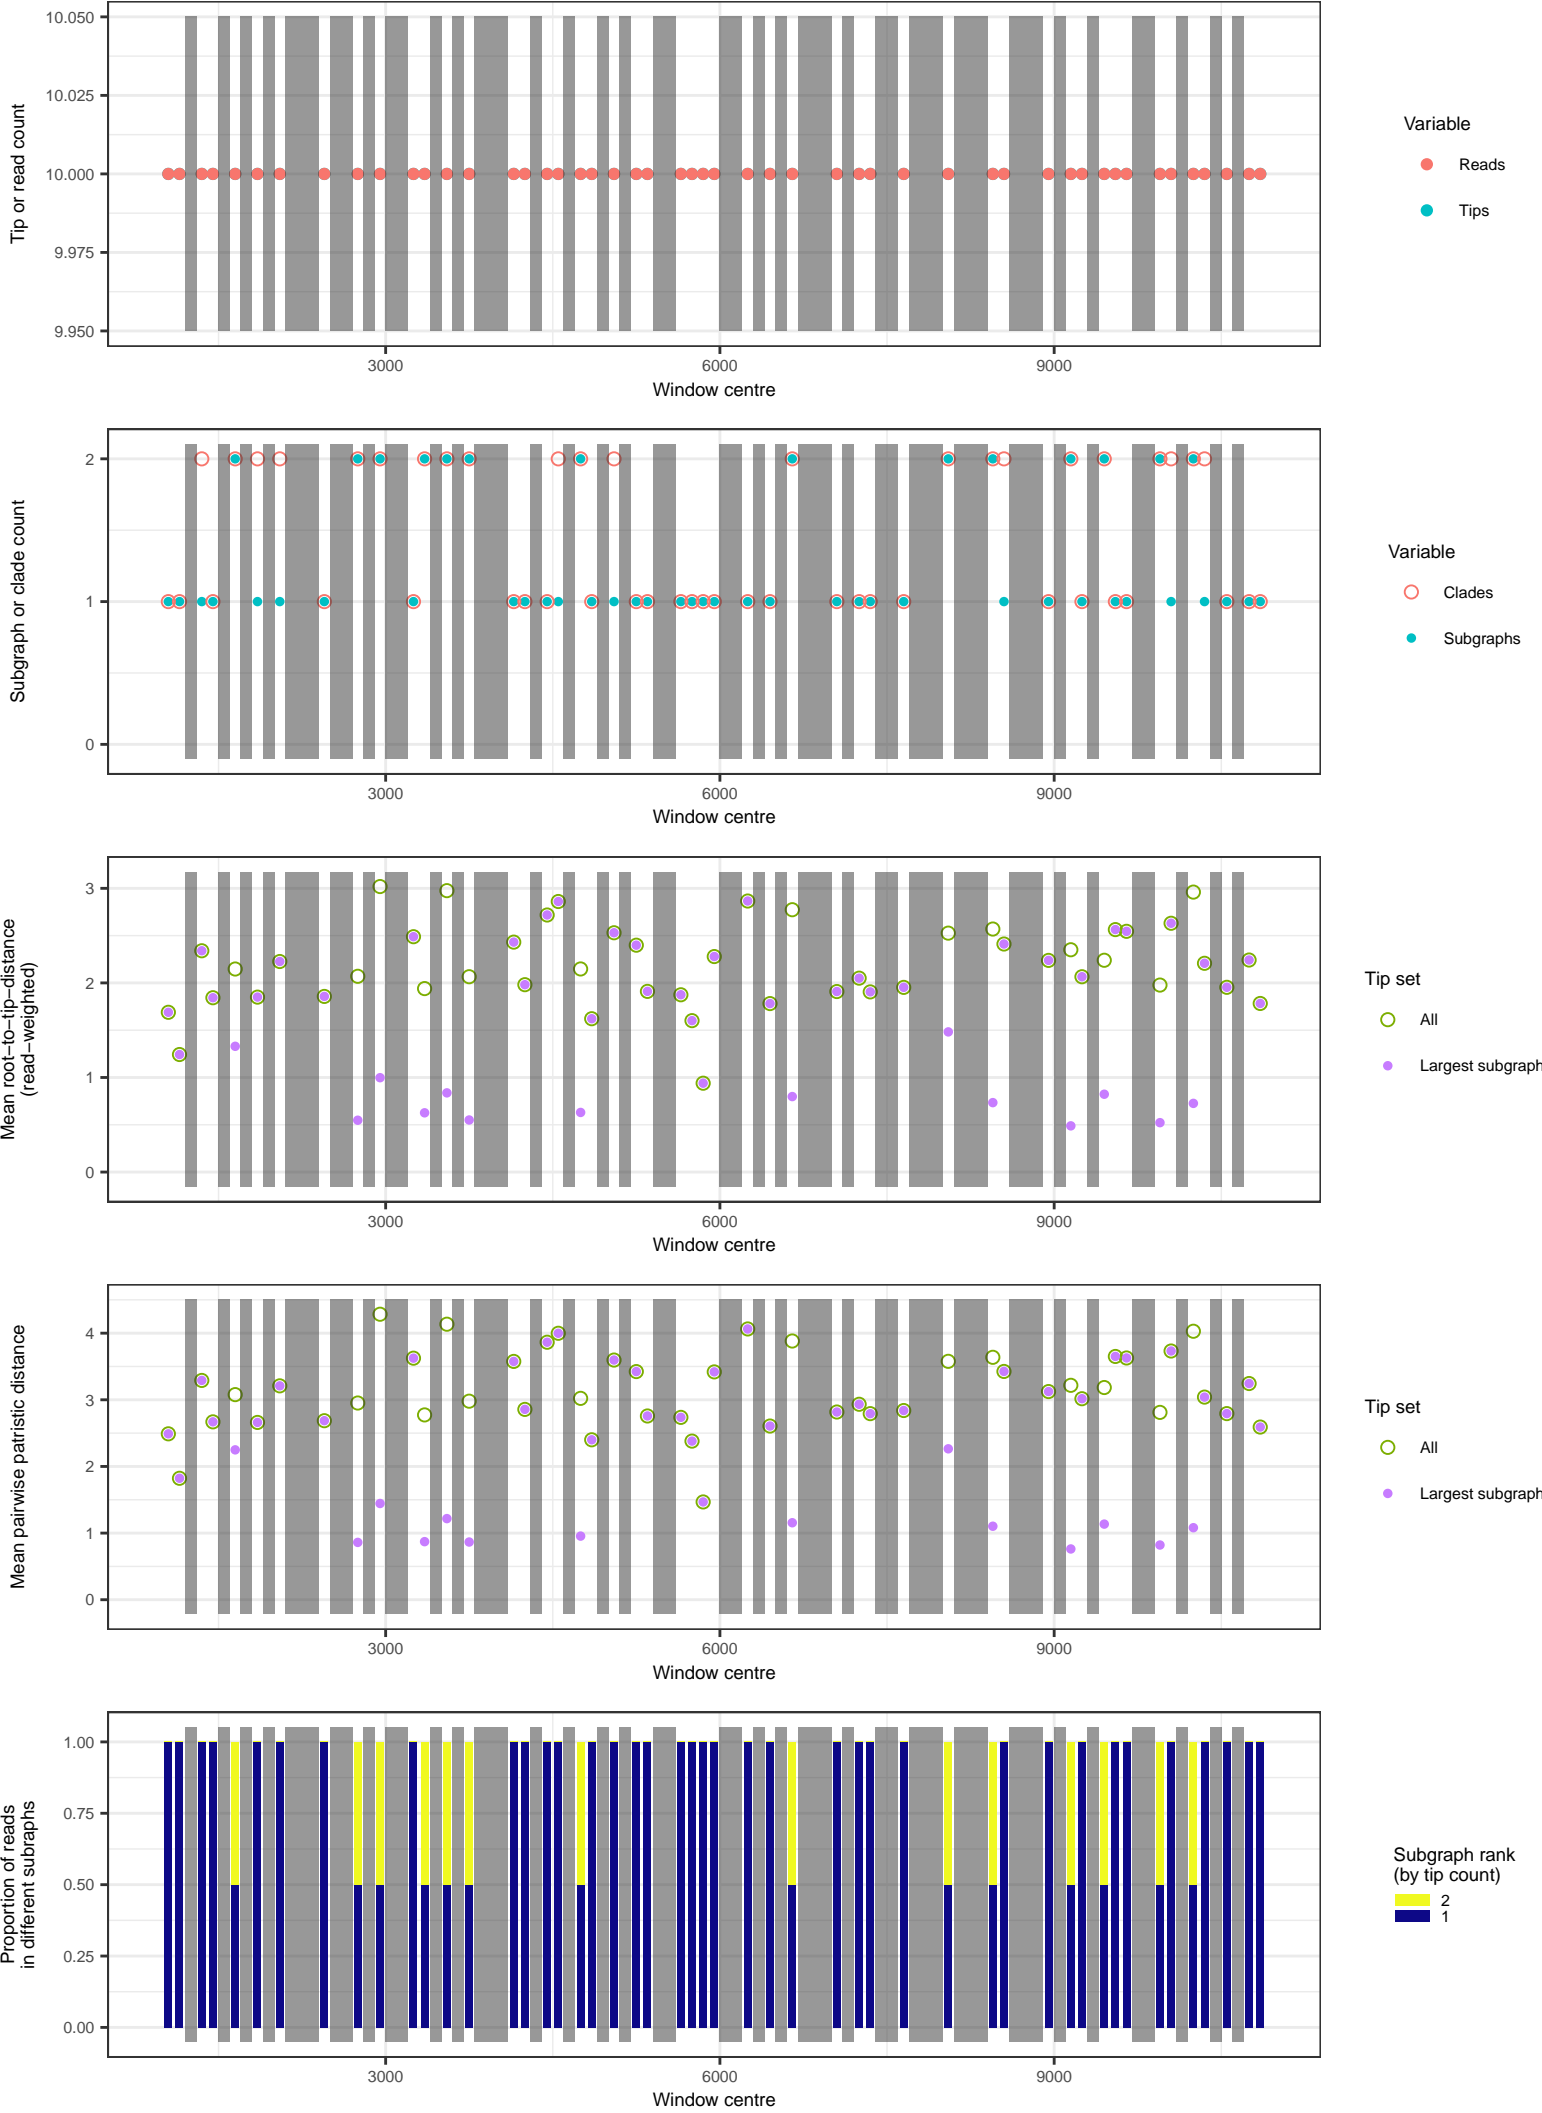 10.050
10.025
10.000
9.975
9.950
Tip or read count
3000 6000 9000
Window centre
Variable
Reads
Tips
2
1
0
Subgraph or clade count
3000 6000 9000
Window centre
Variable
Clades
Subgraphs
3
2
1
0
Mean root−to−tip−distance
(read−weighted)
3000 6000 9000
Window centre
Tip set
All
Largest subgraph
4
3
2
1
0
Mean pairwise patristic distance
3000 6000 9000
Window centre
Tip set
All
Largest subgraph
1.00
0.75
0.50
0.25
0.00
Proportion of reads
in different subraphs
3000 6000 9000
Window centre
Subgraph rank
(by tip count)
2
1